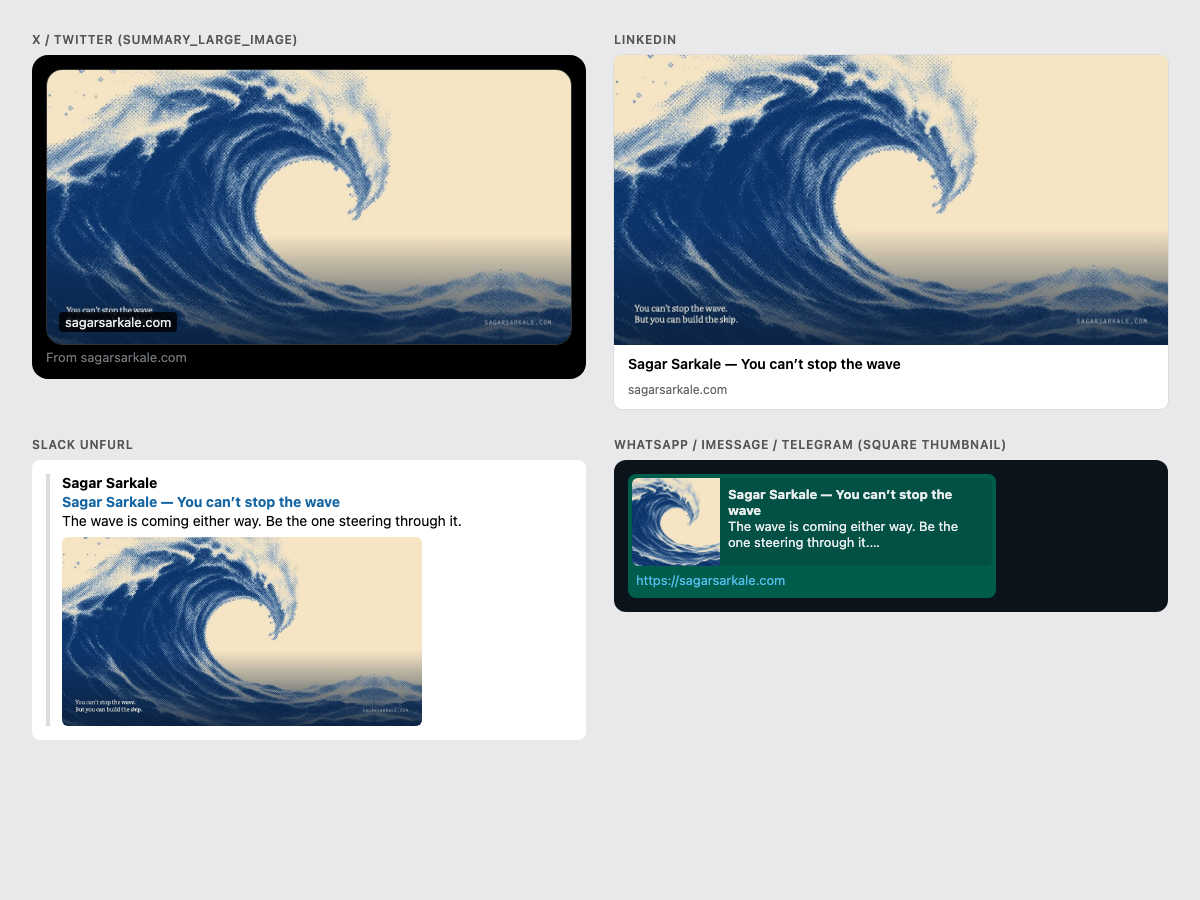 X / TWITTER (SUMMARY_LARGE_IMAGE)
You can't stop the wave.
sagarsarkale.com
SAGARSARKALE.COM
From sagarsarkale.com
LINKEDIN
You can't stop the wave.
But you can build the ship.
SAGARSARKALE.COM
Sagar Sarkale — You can’t stop the wave
sagarsarkale.com
SLACK UNFURL
Sagar Sarkale
Sagar Sarkale — You can’t stop the wave
The wave is coming either way. Be the one steering through it.
You can't stop the wave.
But you can build the ship.
SAGARSARKALE.COM
WHATSAPP / IMESSAGE / TELEGRAM (SQUARE THUMBNAIL)
Sagar Sarkale — You can’t stop the
wave
The wave is coming either way. Be the
one steering through it....
https://sagarsarkale.com